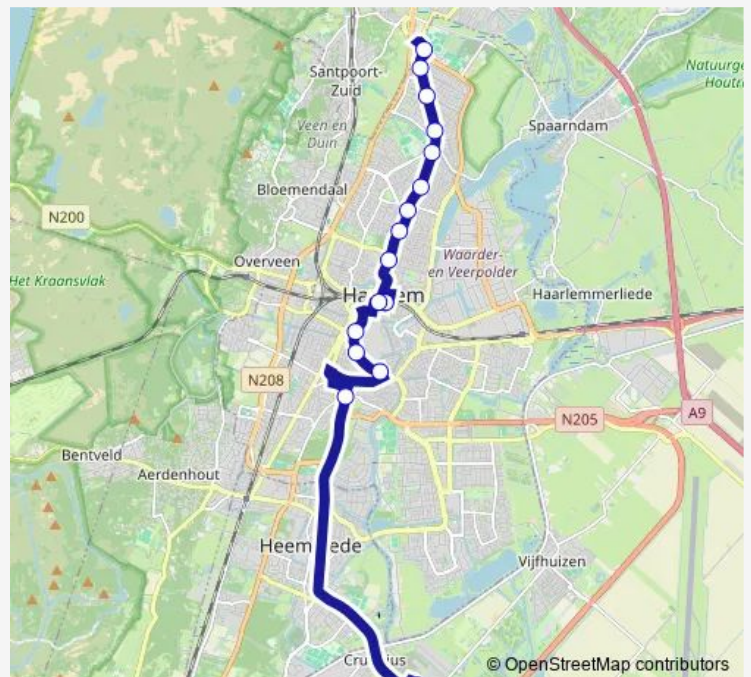 Santpoort-
Zuid
Natuurge
Houtr
Veen en
Duin
Spaarndam
Bloemendaal
N200
Overveen
Waarder-
en Veerpolder
Het Kraansvlak
Haarlemmerliede
N208
N205
A9
Bentveld
Aerdenhout
Vijfhuizen
© OpenStreetMap contributors